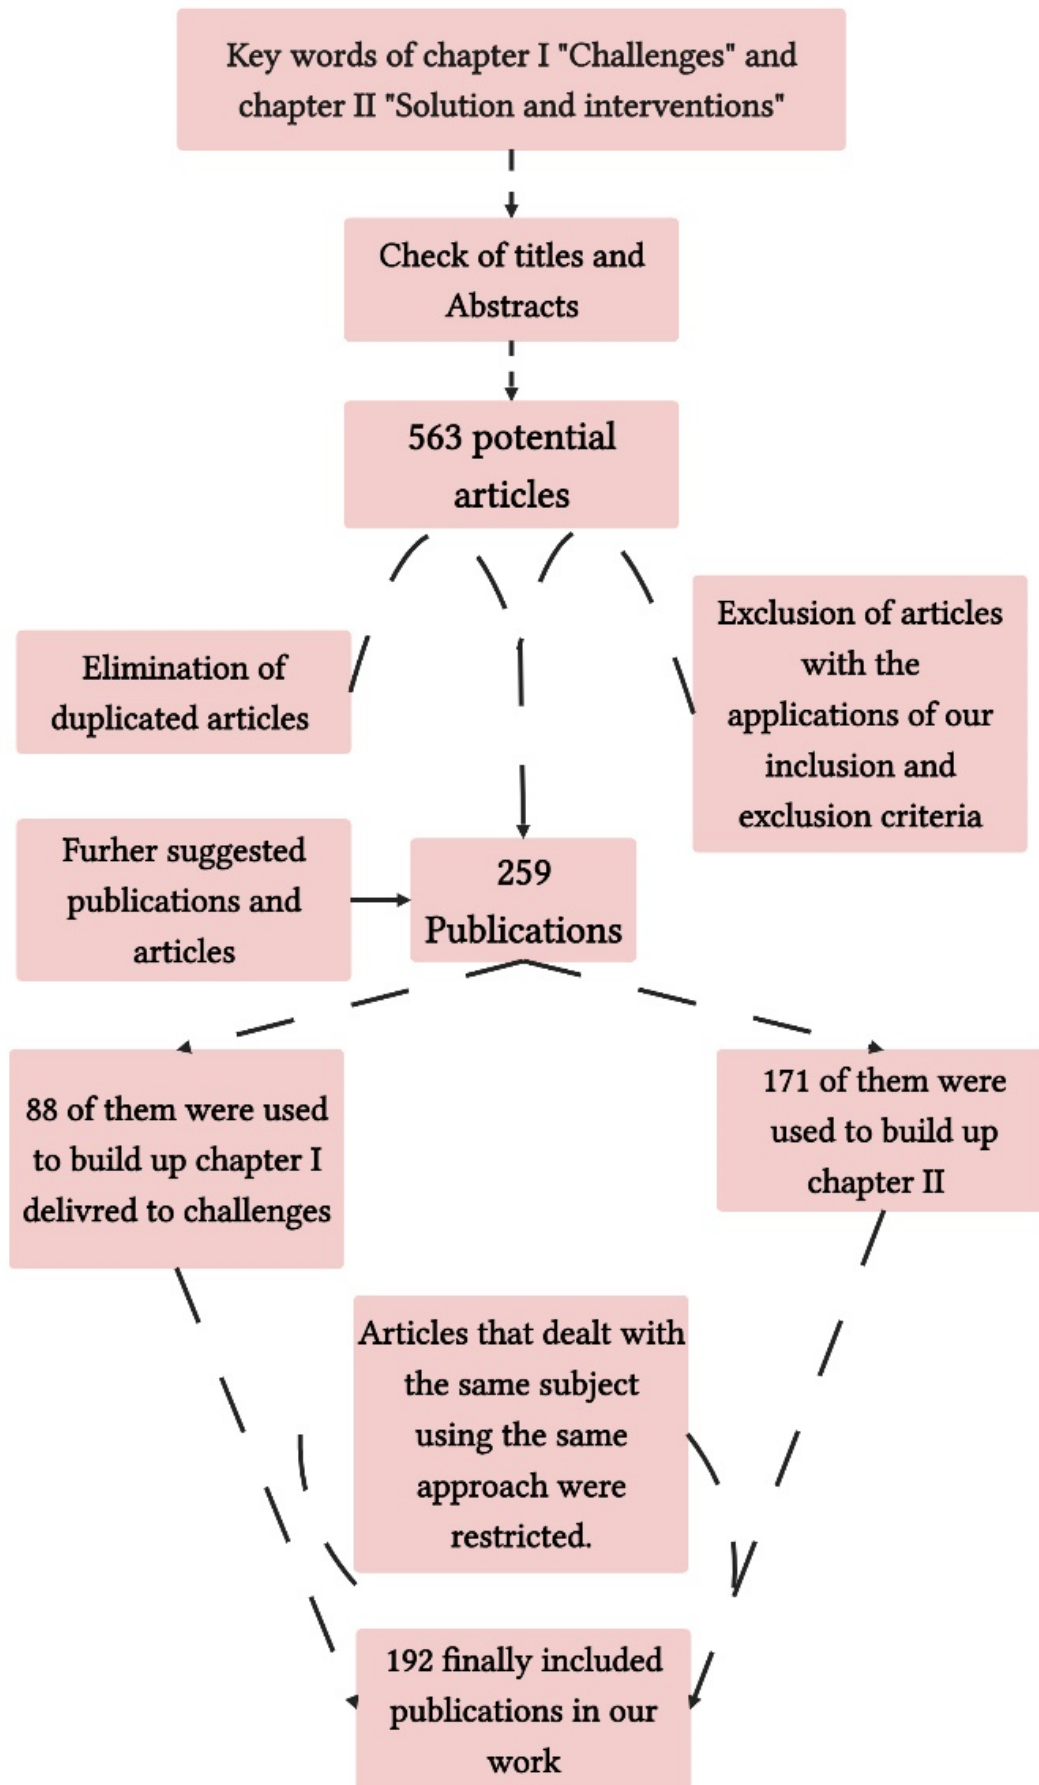 Key words of chapter I "Challenges" and
chapter II "Solution and interventions"
Check of titles and
Abstracts
563 potential
articles
Elimination of
duplicated articles
Exclusion of articles
with the
applications of our
inclusion and
exclusion criteria
Furher suggested
publications and
articles
259
Publications
88 of them were used
to build up chapter I
delivred to challenges
171 of them were
used to build up
chapter II
Articles that dealt with
the same subject
using the same
approach were
restricted.
192 finally included
publications in our
work